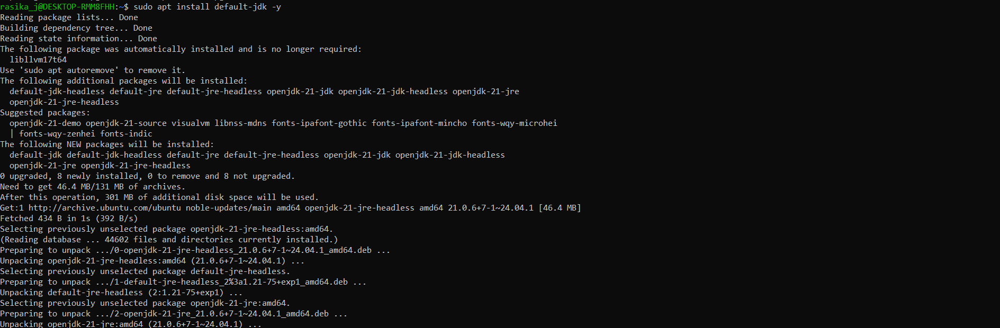 rasika_j@DESKTOP-RMM8FHH:~$ sudo apt install default-jdk -y
Reading package lists... Done
Building dependency tree... Done
Reading state information... Done
The following package was automatically installed and is no longer required:
  libllvm17t64
Use 'sudo apt autoremove' to remove it.
The following additional packages will be installed:
  default-jdk-headless default-jre default-jre-headless openjdk-21-jdk openjdk-21-jdk-headless openjdk-21-jre
  openjdk-21-jre-headless
Suggested packages:
  openjdk-21-demo openjdk-21-source visualvm libnss-mdns fonts-ipafont-gothic fonts-ipafont-mincho fonts-wqy-microhei
  | fonts-wqy-zenhei fonts-indic
The following NEW packages will be installed:
  default-jdk default-jdk-headless default-jre default-jre-headless openjdk-21-jdk openjdk-21-jdk-headless
  openjdk-21-jre openjdk-21-jre-headless
0 upgraded, 8 newly installed, 0 to remove and 8 not upgraded.
Need to get 46.4 MB/131 MB of archives.
After this operation, 301 MB of additional disk space will be used.
Get:1 http://archive.ubuntu.com/ubuntu noble-updates/main amd64 openjdk-21-jre-headless amd64 21.0.6+7-1~24.04.1 [46.4 MB]
Fetched 434 B in 1s (392 B/s)
Selecting previously unselected package openjdk-21-jre-headless:amd64.
(Reading database ... 44602 files and directories currently installed.)
Preparing to unpack .../0-openjdk-21-jre-headless_21.0.6+7-1~24.04.1_amd64.deb ...
Unpacking openjdk-21-jre-headless:amd64 (21.0.6+7-1~24.04.1) ...
Selecting previously unselected package default-jre-headless.
Preparing to unpack .../1-default-jre-headless_2%3a1.21-75+exp1_amd64.deb ...
Unpacking default-jre-headless (2:1.21-75+exp1) ...
Selecting previously unselected package openjdk-21-jre:amd64.
Preparing to unpack .../2-openjdk-21-jre_21.0.6+7-1~24.04.1_amd64.deb ...
Unpacking openjdk-21-jre:amd64 (21.0.6+7-1~24.04.1) ...